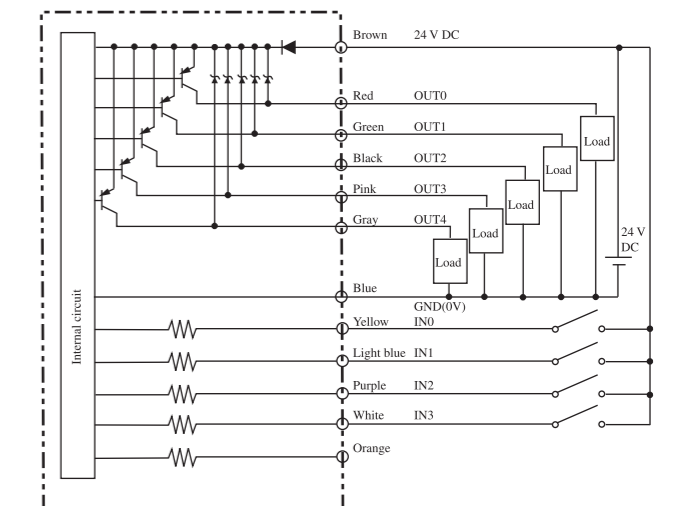 Brown 24 V DC
Red OUT0
Load
Green OUT1
Load
Black OUT2
Load
Pink OUT3
Load
Gray OUT4
Load
24 V
DC
Blue
GND(0V)
Yellow IN0
Light blue IN1
Purple IN2
White IN3
Orange
Internal circuit